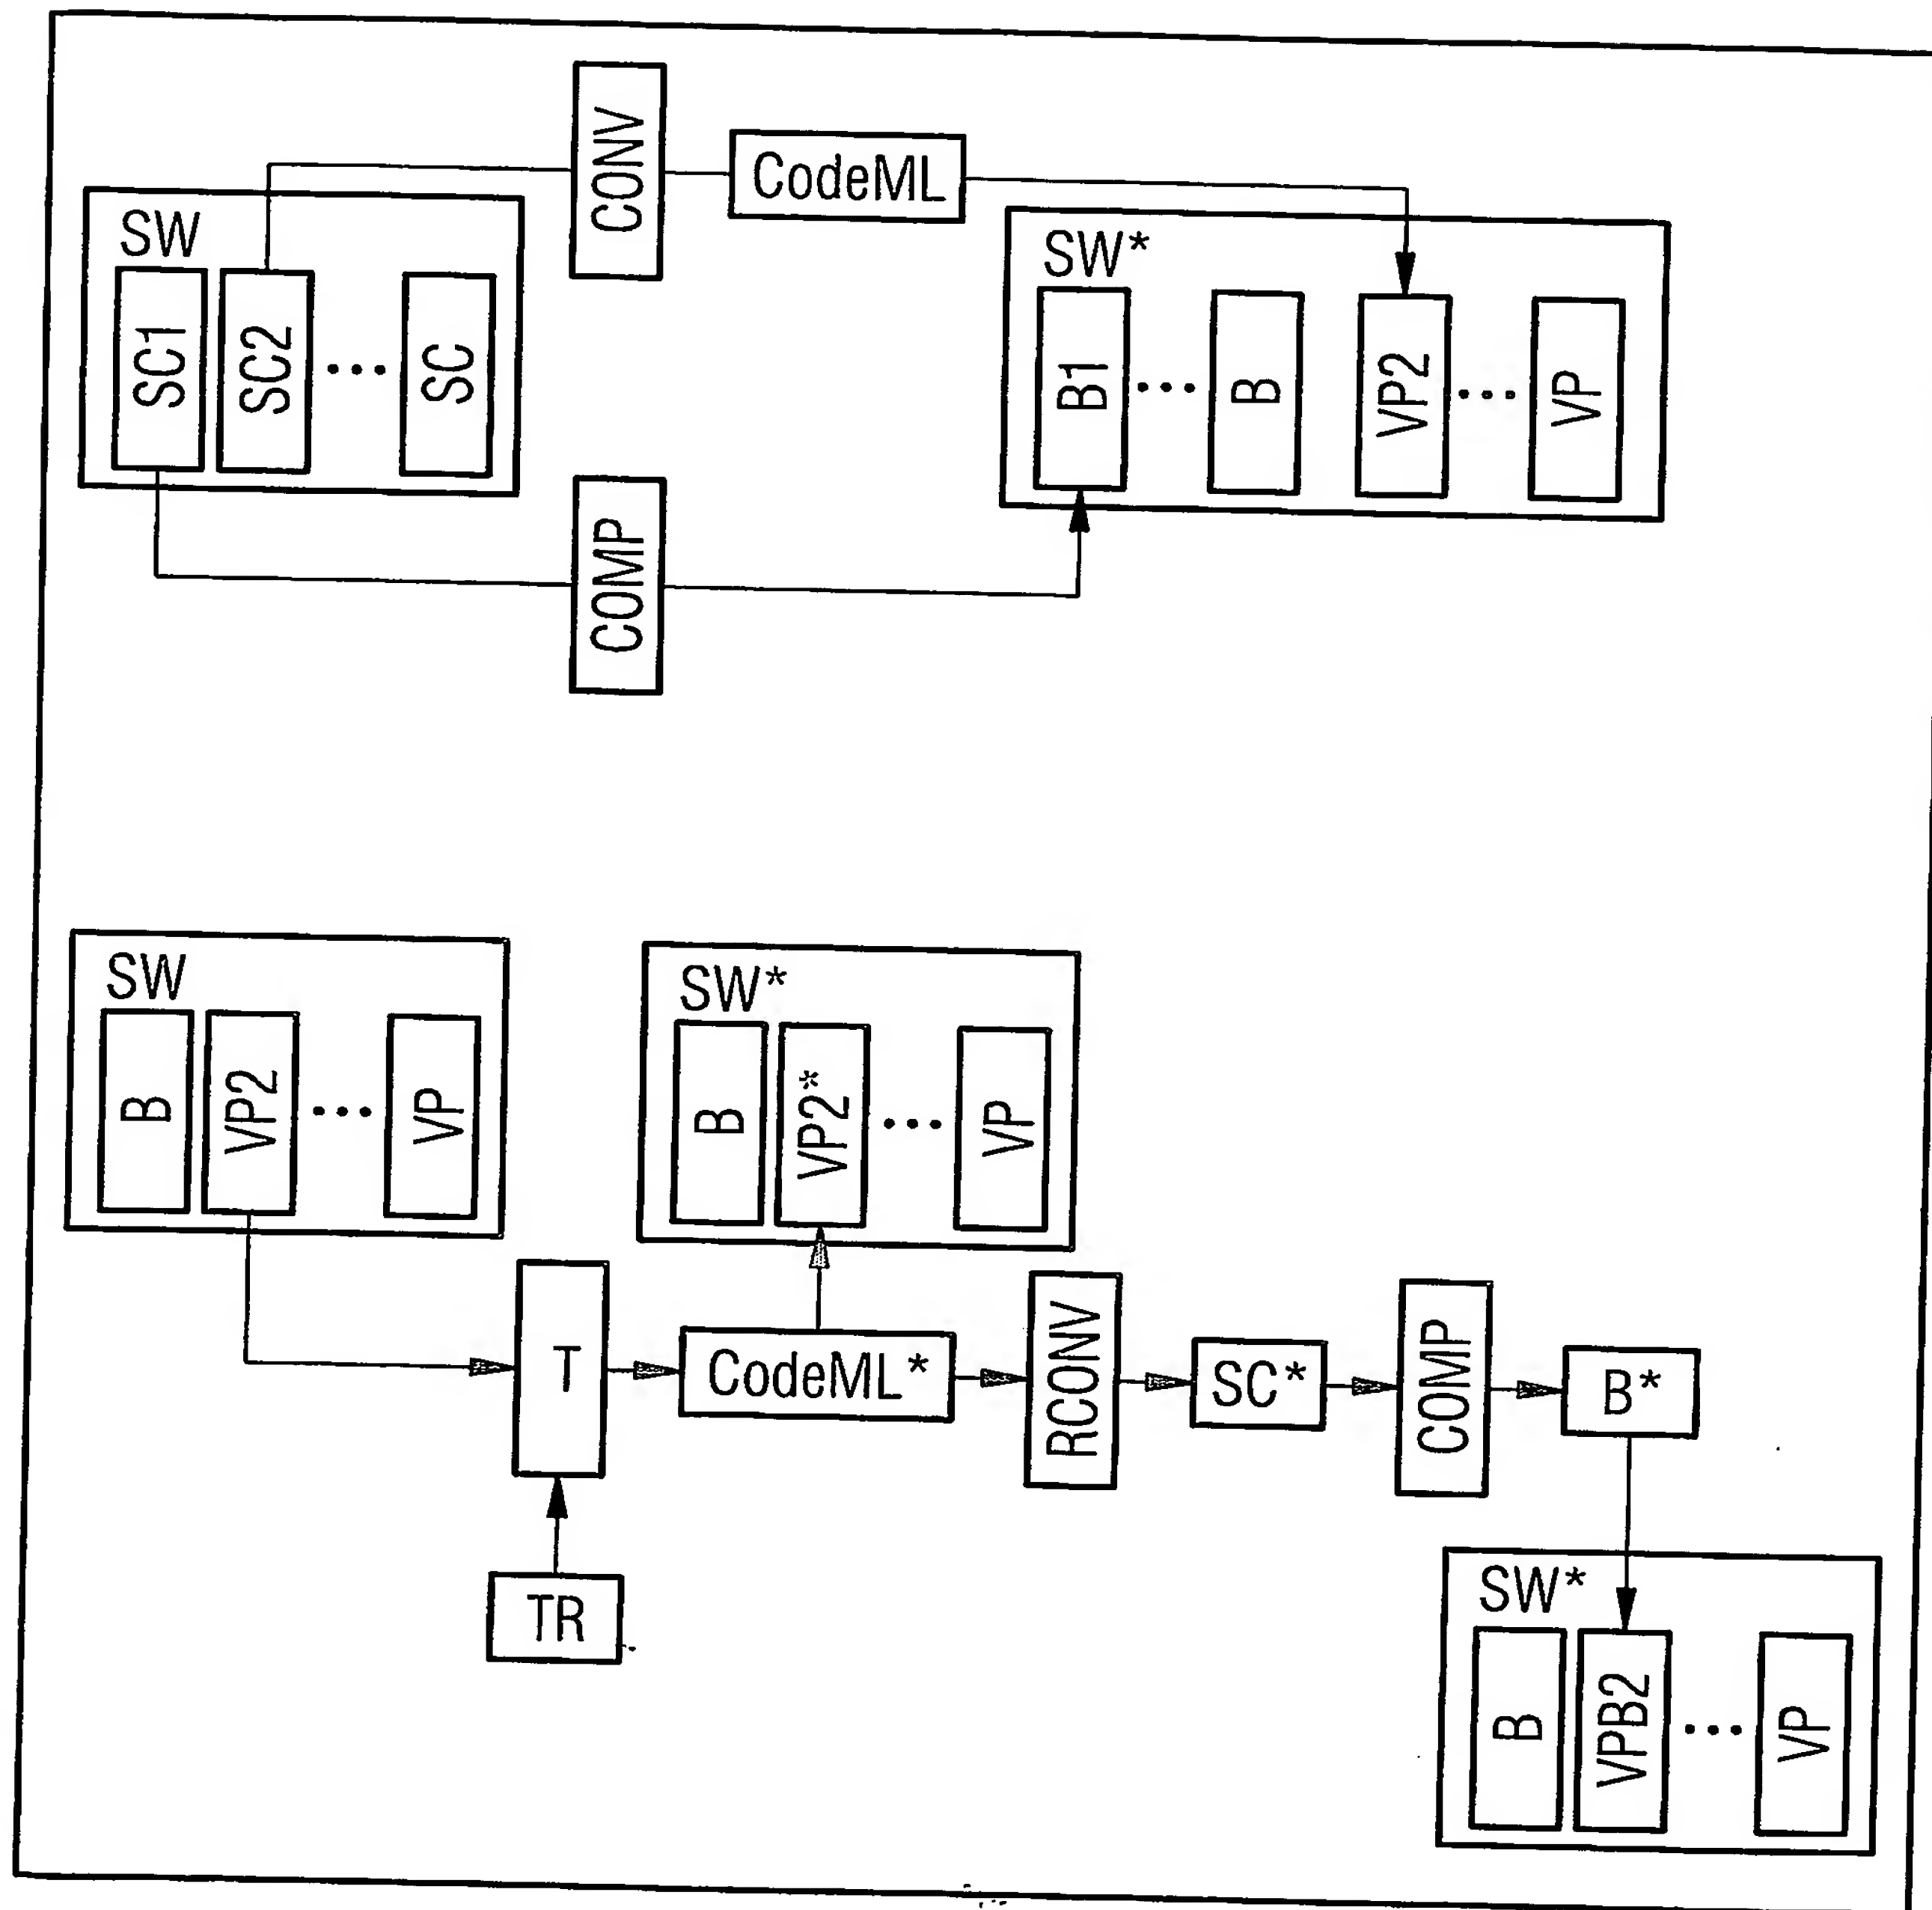 CONV
CodeML
SW
SC1
SC2
...
SC
SW*
B1
...
B
VP2
...
VP
COMP
SW
B
VP2
...
VP
SW*
B
VP2*
...
VP
T
CodeML*
RCONV
SC*
COMP
B*
TR
SW*
B
VPB2
...
VP